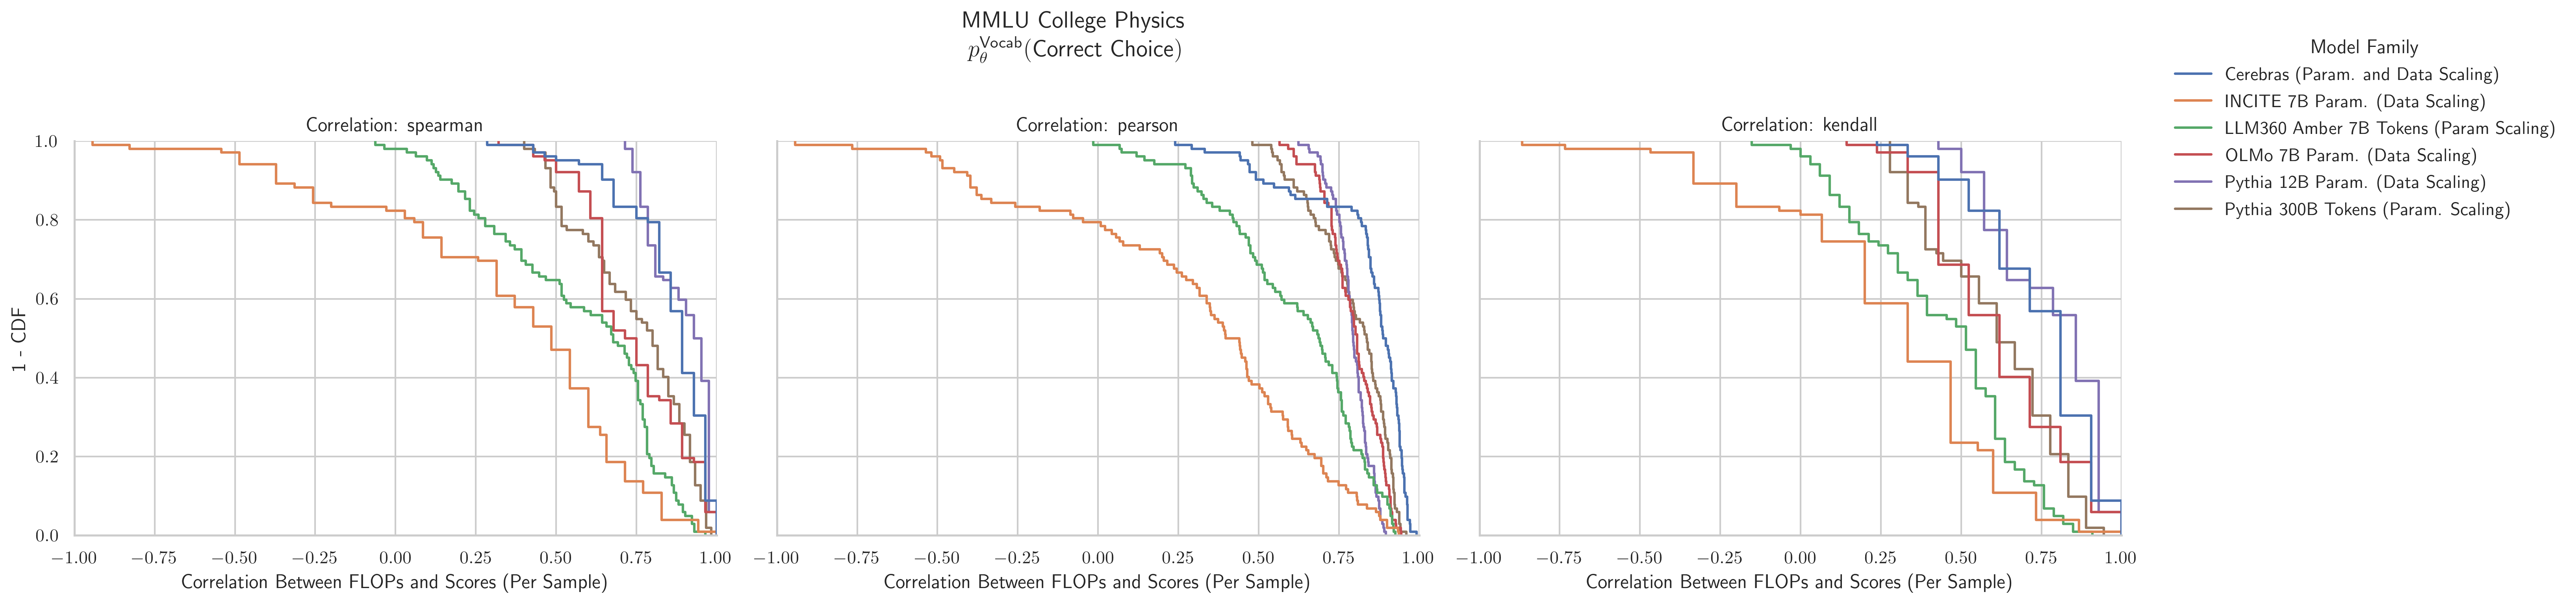 MMLU College Physics
p_θ^Vocab(Correct Choice)
Model Family
Cerebras (Param. and Data Scaling)
INCITE 7B Param. (Data Scaling)
LLM360 Amber 7B Tokens (Param Scaling)
OLMo 7B Param. (Data Scaling)
Pythia 12B Param. (Data Scaling)
Pythia 300B Tokens (Param. Scaling)
Correlation: spearman
Correlation: pearson
Correlation: kendall
1 - CDF
1.0
0.8
0.6
0.4
0.2
0.0
−1.00 −0.75 −0.50 −0.25 0.00 0.25 0.50 0.75 1.00
−1.00 −0.75 −0.50 −0.25 0.00 0.25 0.50 0.75 1.00
−1.00 −0.75 −0.50 −0.25 0.00 0.25 0.50 0.75 1.00
Correlation Between FLOPs and Scores (Per Sample)
Correlation Between FLOPs and Scores (Per Sample)
Correlation Between FLOPs and Scores (Per Sample)